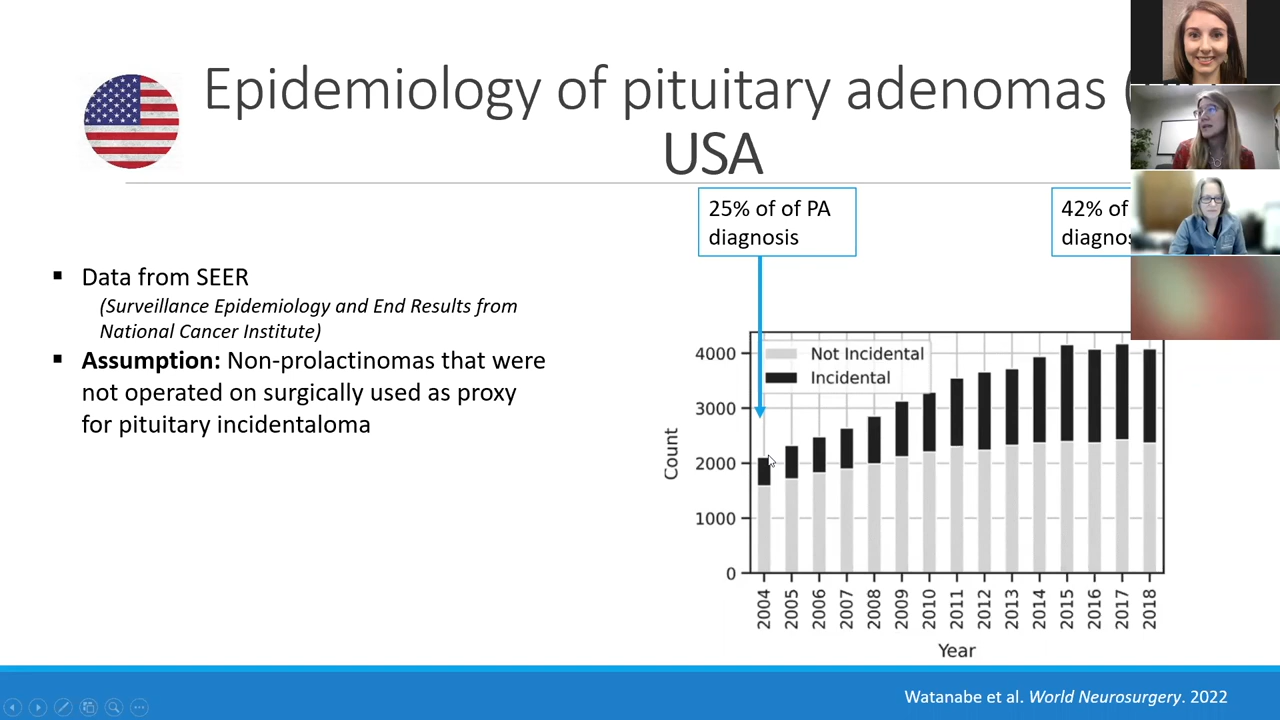 Epidemiology of pituitary adenomas (
USA
25% of of PA
diagnosis
42% of
▪ Data from SEER
(Surveillance Epidemiology and End Results from
National Cancer Institute)
▪ Assumption: Non-prolactinomas that were
not operated on surgically used as proxy
for pituitary incidentaloma
Not Incidental
Incidental
4000
3000
2000
1000
0
Count
2004 2005 2006 2007 2008 2009 2010 2011 2012 2013 2014 2015 2016 2017 2018
Year
Watanabe et al. World Neurosurgery. 2022